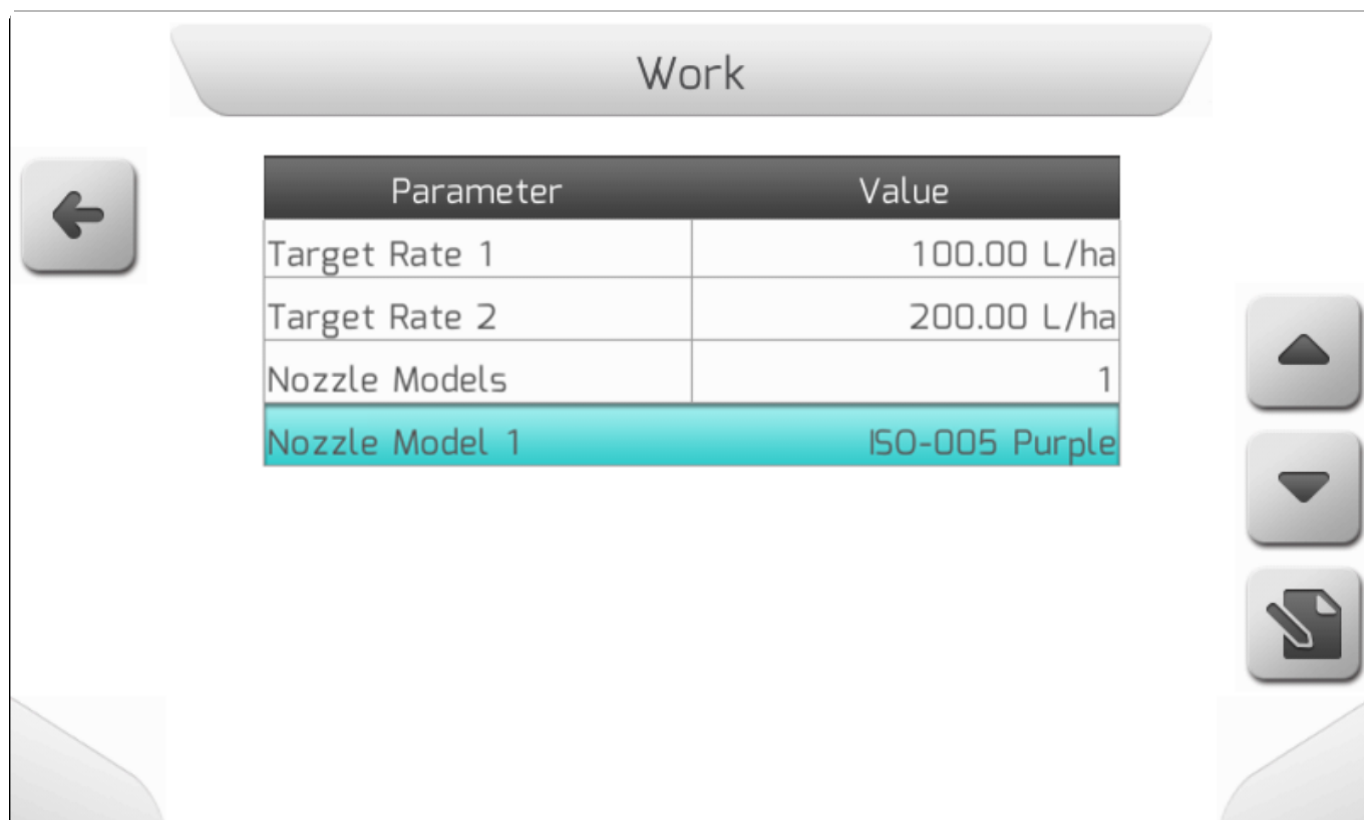 Work
Parameter Value
Target Rate 1 100.00 L/ha
Target Rate 2 200.00 L/ha
Nozzle Models 1
Nozzle Model 1 ISO-005 Purple